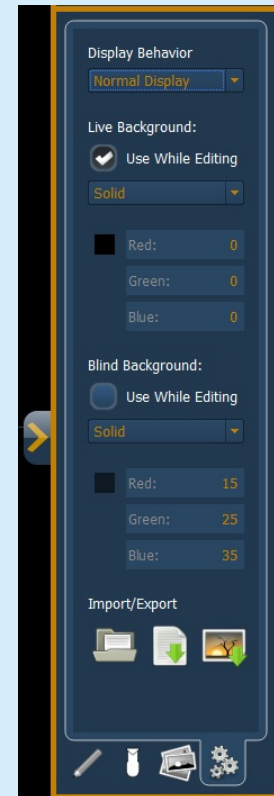 Display Behavior
Normal Display
Live Background:
Use While Editing
Solid
Red: 0
Green: 0
Blue: 0
Blind Background:
Use While Editing
Solid
Red: 15
Green: 25
Blue: 35
Import/Export